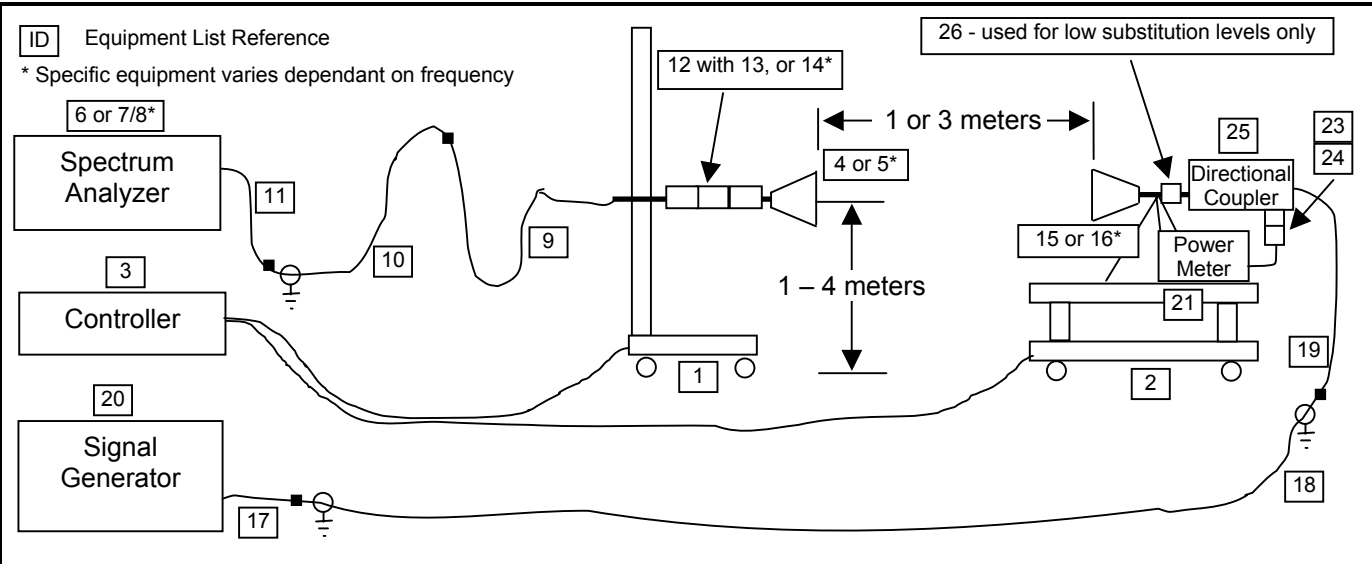 ID Equipment List Reference
* Specific equipment varies dependant on frequency
26 - used for low substitution levels only
12 with 13, or 14*
6 or 7/8*
Spectrum
Analyzer
11
10
9
4 or 5*
1 or 3 meters
25
23
24
Directional
Coupler
15 or 16*
Power
Meter
21
1 – 4 meters
3
Controller
1
2
19
20
Signal
Generator
17
18